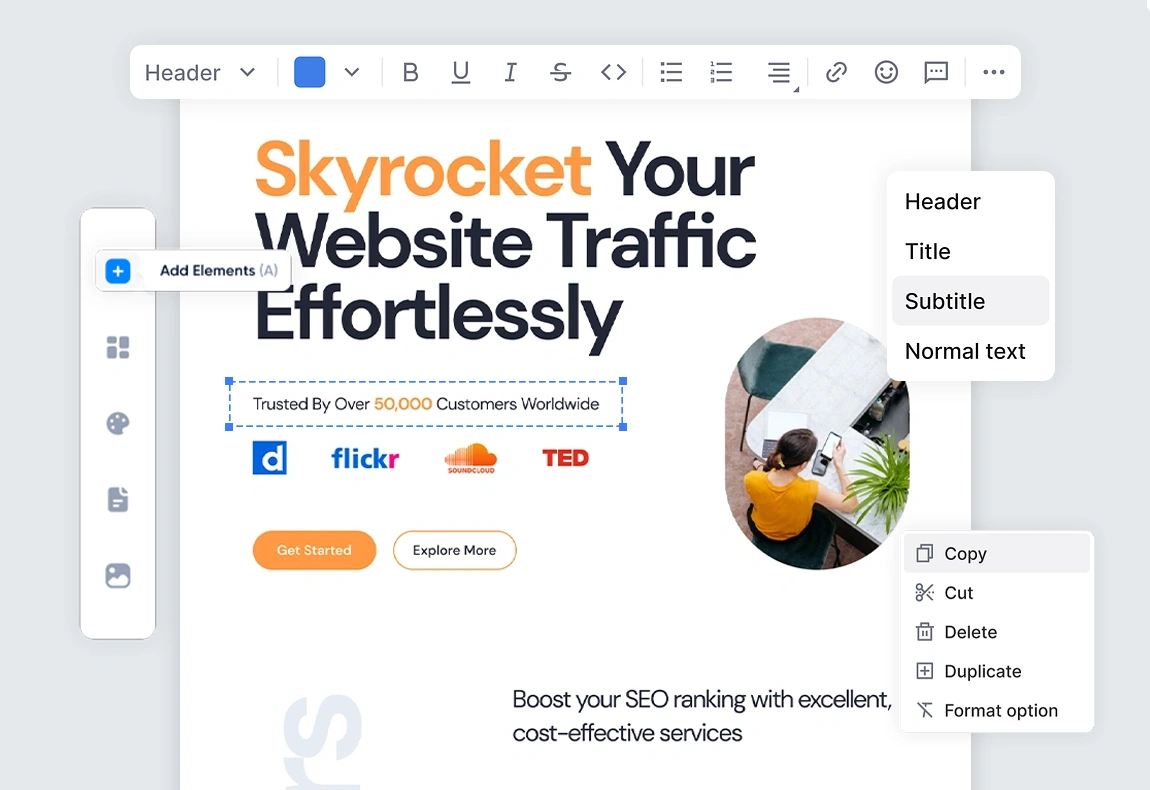 Header
Skyrocket Your
Website Traffic
Effortlessly
Add Elements (A)
Header
Title
Subtitle
Normal text
Trusted By Over 50,000 Customers Worldwide
d
flickr
SOUNDCLOUD
TED
Get Started
Explore More
Copy
Cut
Delete
Duplicate
Format option
Boost your SEO ranking with excellent,
cost-effective services
rs